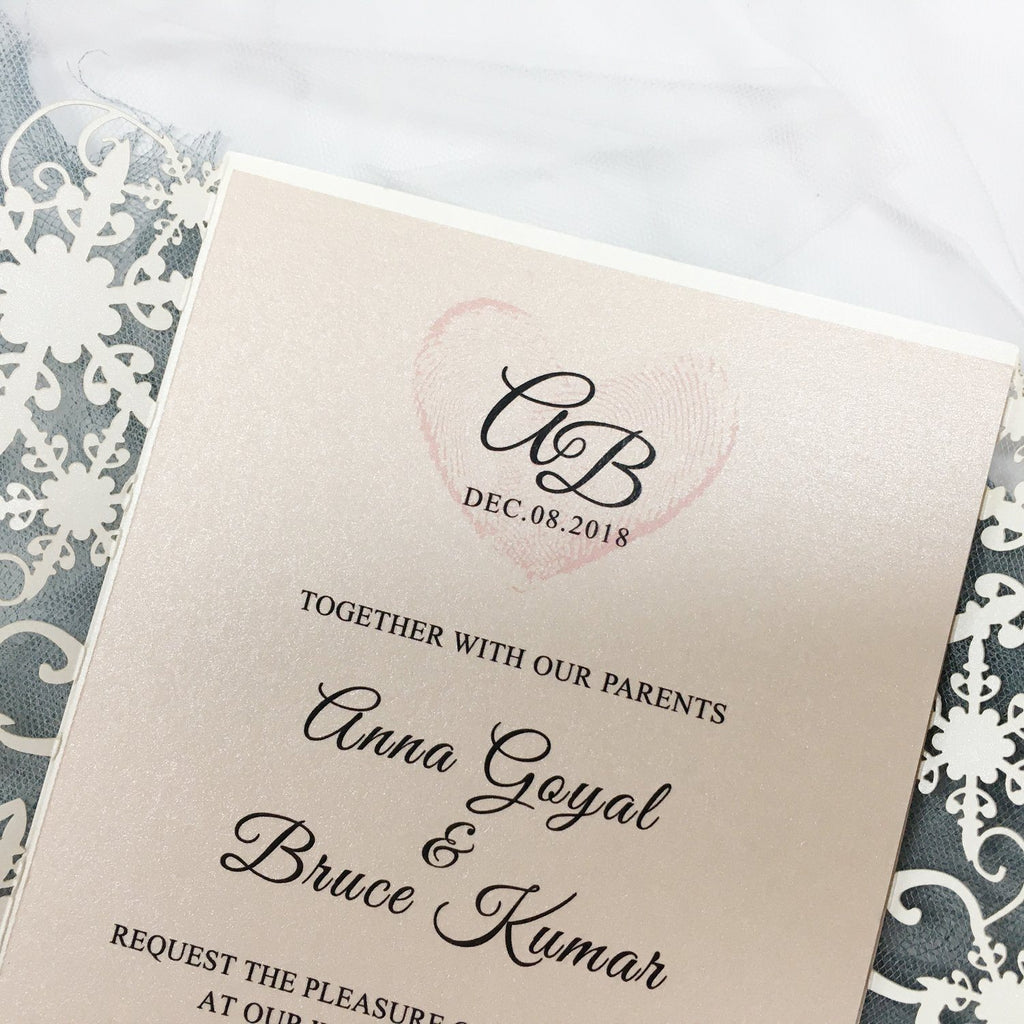 AB
DEC.08.2018
TOGETHER WITH OUR PARENTS
Anna Goyal
&
Bruce Kumar
REQUEST THE PLEASURE
AT OUR